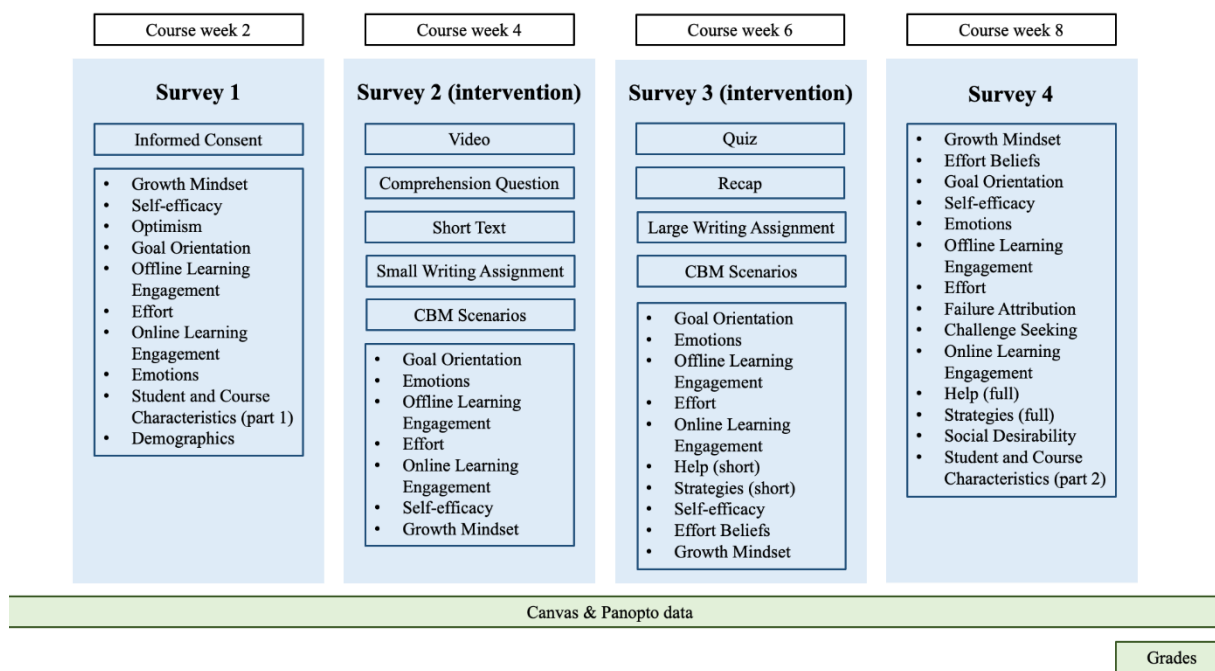 Course week 2
Course week 4
Course week 6
Course week 8
Survey 1
Informed Consent
• Growth Mindset
• Self-efficacy
• Optimism
• Goal Orientation
• Offline Learning
Engagement
• Effort
• Online Learning
Engagement
• Emotions
• Student and Course
Characteristics (part 1)
• Demographics
Survey 2 (intervention)
Video
Comprehension Question
Short Text
Small Writing Assignment
CBM Scenarios
• Goal Orientation
• Emotions
• Offline Learning
Engagement
• Effort
• Online Learning
Engagement
• Self-efficacy
• Growth Mindset
Survey 3 (intervention)
Quiz
Recap
Large Writing Assignment
CBM Scenarios
• Goal Orientation
• Emotions
• Offline Learning
Engagement
• Effort
• Online Learning
Engagement
• Help (short)
• Strategies (short)
• Self-efficacy
• Effort Beliefs
• Growth Mindset
Survey 4
• Growth Mindset
• Effort Beliefs
• Goal Orientation
• Self-efficacy
• Emotions
• Offline Learning
Engagement
• Effort
• Failure Attribution
• Challenge Seeking
• Online Learning
Engagement
• Help (full)
• Strategies (full)
• Social Desirability
• Student and Course
Characteristics (part 2)
Canvas & Panopto data
Grades